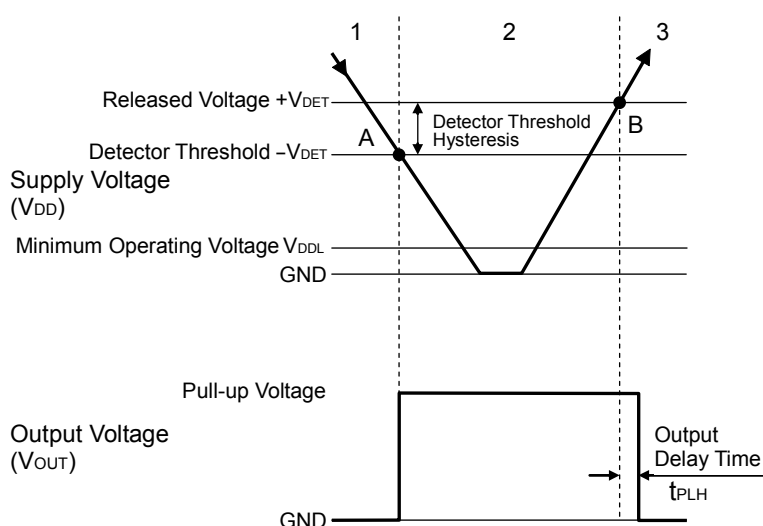 1
2
3
Released Voltage +VDET
Detector Threshold
Hysteresis
A
B
Detector Threshold –VDET
Supply Voltage
(VDD)
Minimum Operating Voltage VDDL
GND
Pull-up Voltage
Output Voltage
(VOUT)
Output
Delay Time
tPLH
GND